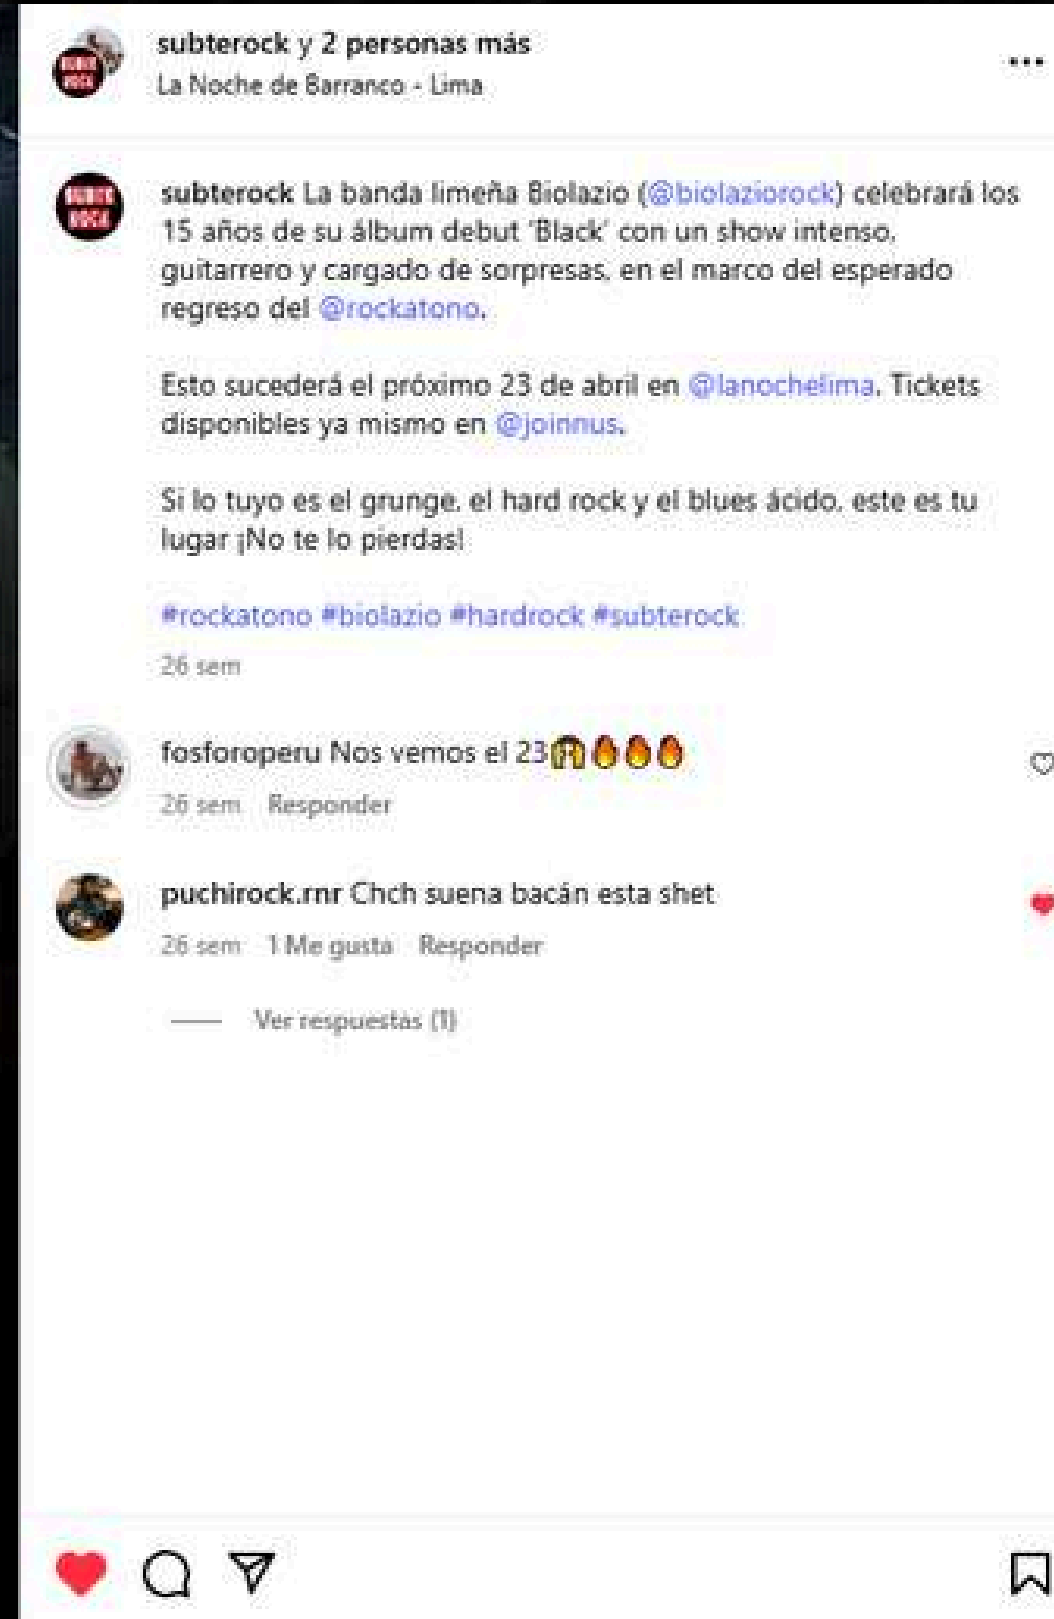 subterock y 2 personas más
La Noche de Barranco - Lima
SUBTE
ROCK
subterock La banda limeña Biolazio (@biolaziorock) celebrará los
15 años de su álbum debut 'Black' con un show intenso,
guitarrero y cargado de sorpresas, en el marco del esperado
regreso del @rockatono.
Esto sucederá el próximo 23 de abril en @lanochelima. Tickets
disponibles ya mismo en @joinnus.
Si lo tuyo es el grunge, el hard rock y el blues ácido, este es tu
lugar ¡No te lo pierdas!
#rockatono #biolazio #hardrock #subterock
26 sem
fosforoperu Nos vemos el 23
26 sem Responder
puchirock.rnr Chch suena bacán esta shet
26 sem 1 Me gusta Responder
Ver respuestas (1)